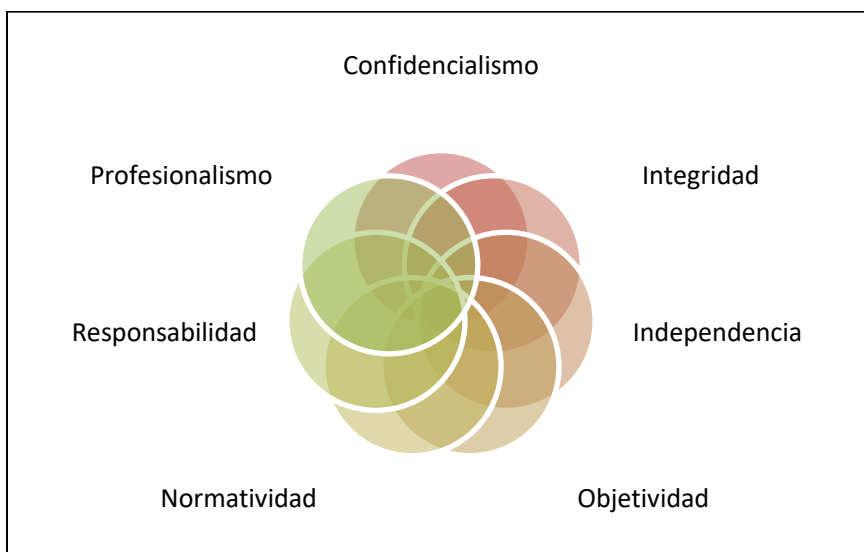 Confidencialismo
Profesionalismo
Integridad
Responsabilidad
Independencia
Normatividad
Objetividad